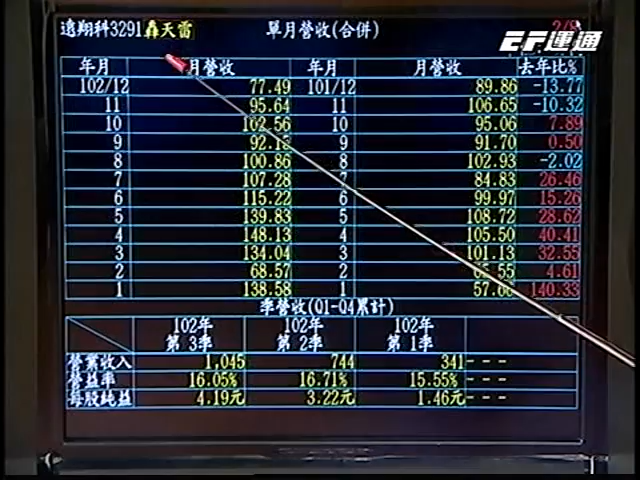 遠翔科3291轟天雷 單月營收(合併) 2/8
EF運通
年月 月營收 年月 月營收 去年比%
102/12 77.49 101/12 89.86 -13.77
11 95.64 11 106.65 -10.32
10 102.56 10 95.06 7.89
9 92.15 9 91.70 0.50
8 100.86 8 102.93 -2.02
7 107.28 7 84.83 26.46
6 115.22 6 99.97 15.26
5 139.83 5 108.72 28.62
4 148.13 4 105.50 40.41
3 134.04 3 101.13 32.55
2 68.57 2 65.55 4.61
1 138.58 1 57.66 140.33
季營收(Q1-Q4累計)
102年 102年 102年
第3季 第2季 第1季
營業收入 1,045 744 341 - - -
營益率 16.05% 16.71% 15.55% - - -
每股純益 4.19元 3.22元 1.46元 - - -